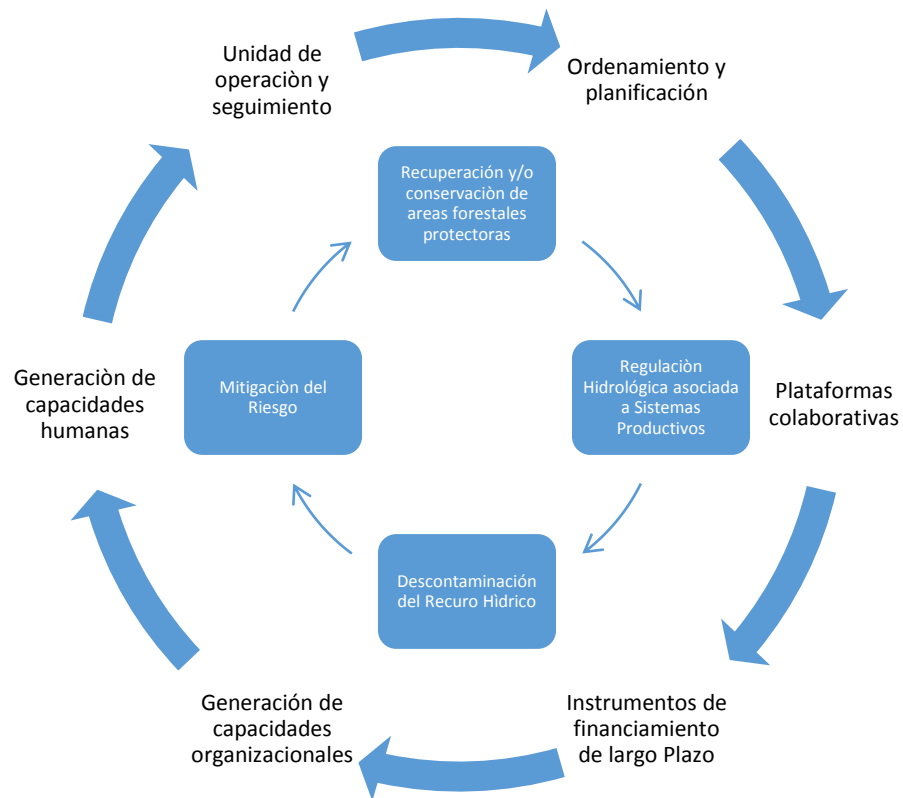 Unidad de
operaciòn y
seguimiento
Ordenamiento y
planificación
Recuperación y/o
conservaciòn de
areas forestales
protectoras
Generaciòn de
capacidades
humanas
Mitigaciòn del
Riesgo
Regulaciòn
Hidrológica asociada
a Sistemas
Productivos
Plataformas
colaborativas
Descontaminación
del Recuro Hìdrico
Generación de
capacidades
organizacionales
Instrumentos de
financiamiento
de largo Plazo